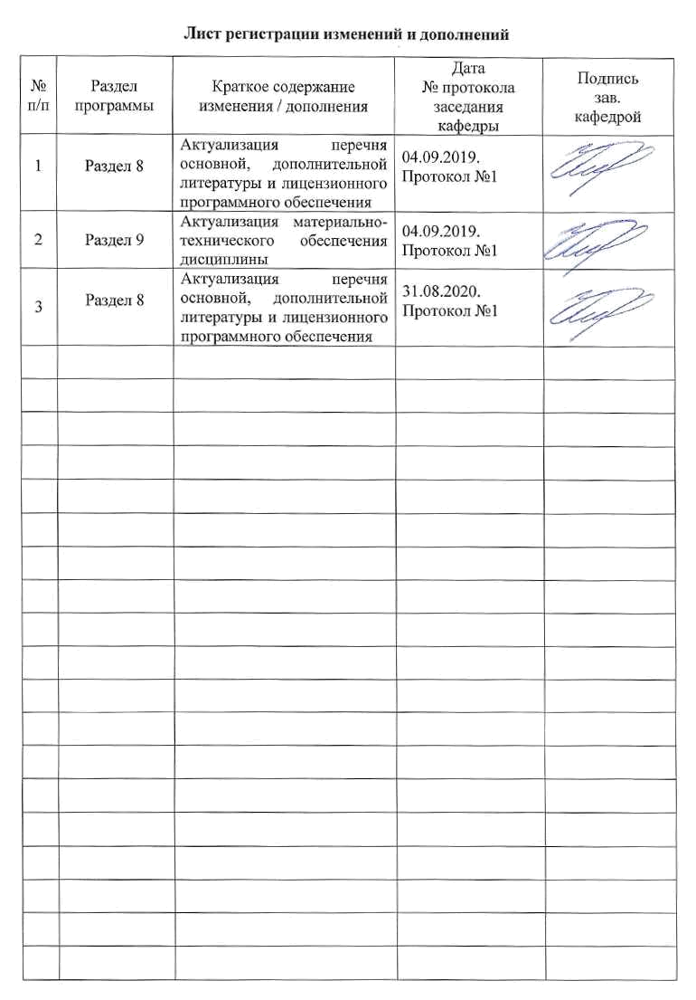 Лист регистрации изменений и дополнений
№
п/п
Раздел
программы
Краткое содержание
изменения / дополнения
Дата
№ протокола
заседания
кафедры
Подпись
зав.
кафедрой
1
Раздел 8
Актуализация перечня
основной, дополнительной
литературы и лицензионного
программного обеспечения
04.09.2019.
Протокол №1
2
Раздел 9
Актуализация материально-
технического обеспечения
дисциплины
04.09.2019.
Протокол №1
3
Раздел 8
Актуализация перечня
основной, дополнительной
литературы и лицензионного
программного обеспечения
31.08.2020.
Протокол №1